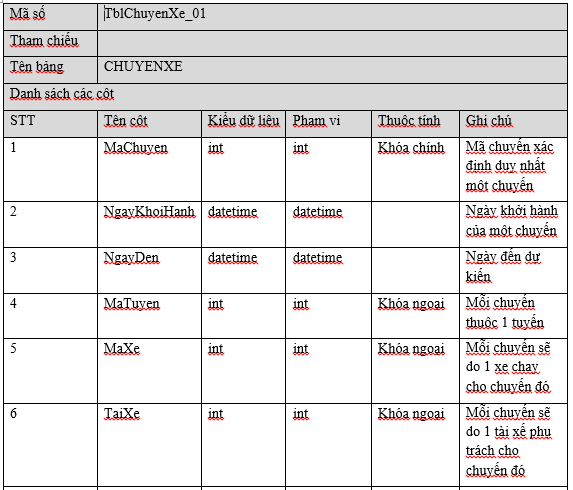 Mã số TblChuyenXe_01
Tham chiếu
Tên bảng CHUYENXE
Danh sách các cột
STT Tên cột Kiểu dữ liệu Phạm vi Thuộc tính Ghi chú
1 MaChuyen int int Khóa chính Mã chuyến xác
định duy nhất
một chuyến
2 NgayKhoiHanh datetime datetime Ngày khởi hành
của một chuyến
3 NgayDen datetime datetime Ngày đến dự
kiến
4 MaTuyen int int Khóa ngoại Mỗi chuyến
thuộc 1 tuyến
5 MaXe int int Khóa ngoại Mỗi chuyến sẽ
do 1 xe chạy
cho chuyến đó
6 TaiXe int int Khóa ngoại Mỗi chuyến sẽ
do 1 tài xế phụ
trách cho
chuyến đó